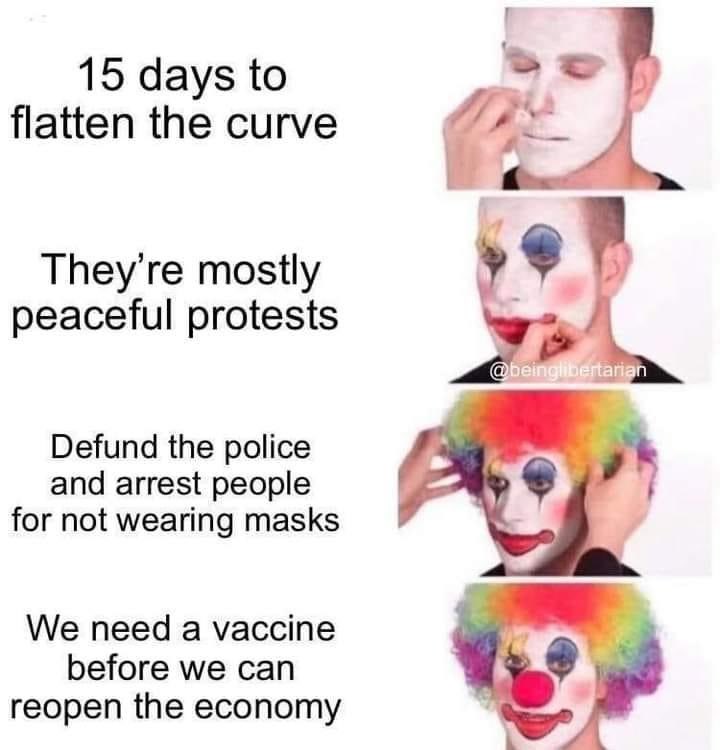 15 days to
flatten the curve
They're mostly
peaceful protests
@beinglibertarian
Defund the police
and arrest people
for not wearing masks
We need a vaccine
before we can
reopen the economy